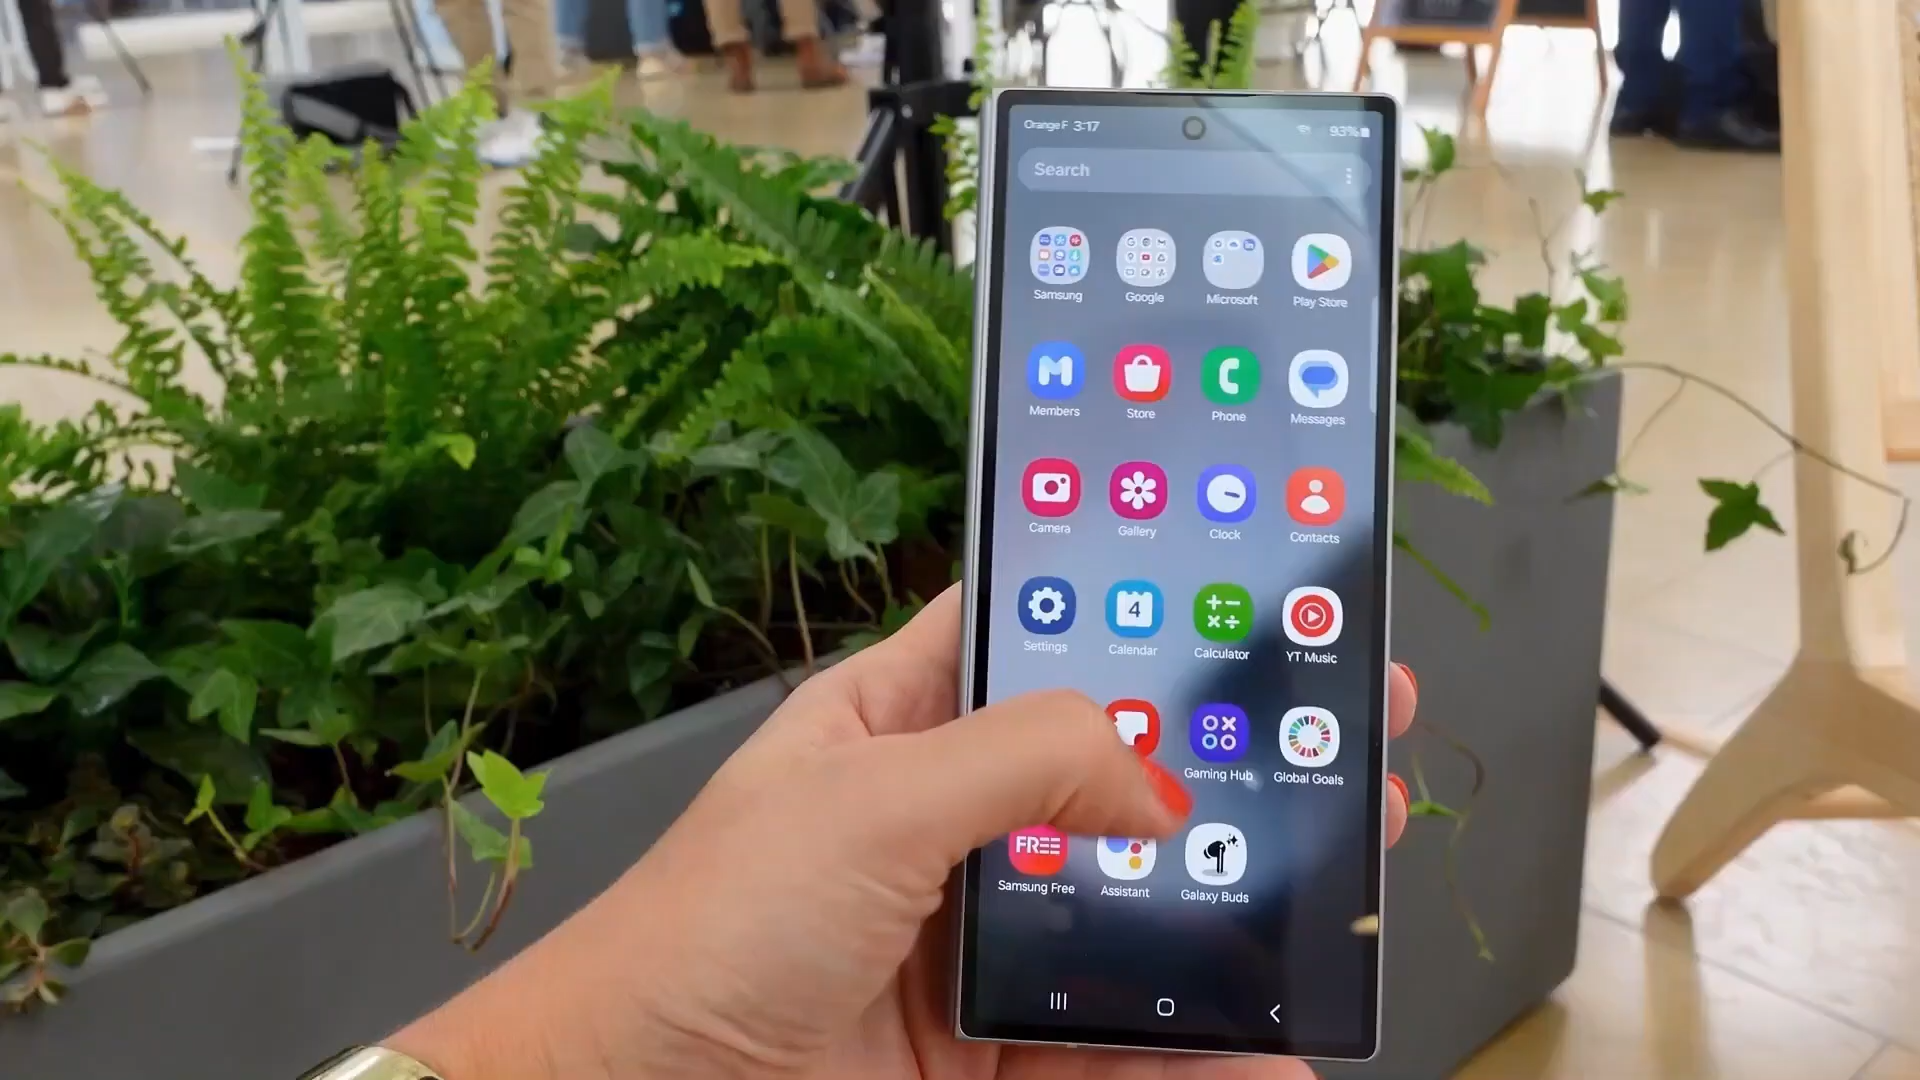 Orange F 3:17 93%
Search
Samsung Google Microsoft Play Store
Members Store Phone Messages
Camera Gallery Clock Contacts
4
Settings Calendar Calculator YT Music
Gaming Hub Global Goals
FREE
Samsung Free Assistant Galaxy Buds